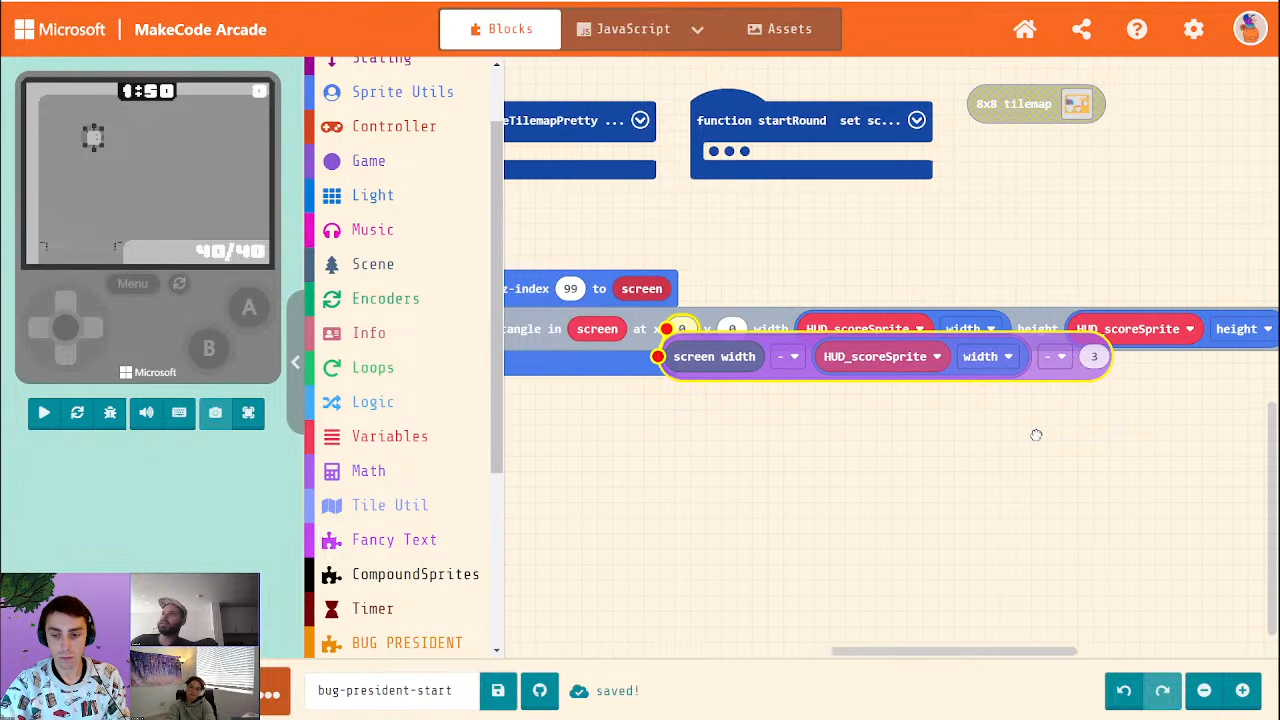 Microsoft
MakeCode Arcade
Blocks
JavaScript
Assets
1:50
40/40
Menu
A
B
Microsoft
Scaling
Sprite Utils
Controller
Game
Light
Music
Scene
Encoders
Info
Loops
Logic
Variables
Math
Tile Util
Fancy Text
CompoundSprites
Timer
BUG PRESIDENT
eTilemapPretty ...
function startRound set sc...
8x8 tilemap
z-index 99 to screen
tangle in screen at x 0 y 0 width HUD_scoreSprite width height HUD_scoreSprite height
screen width - HUD_scoreSprite width - 3
bug-president-start
saved!